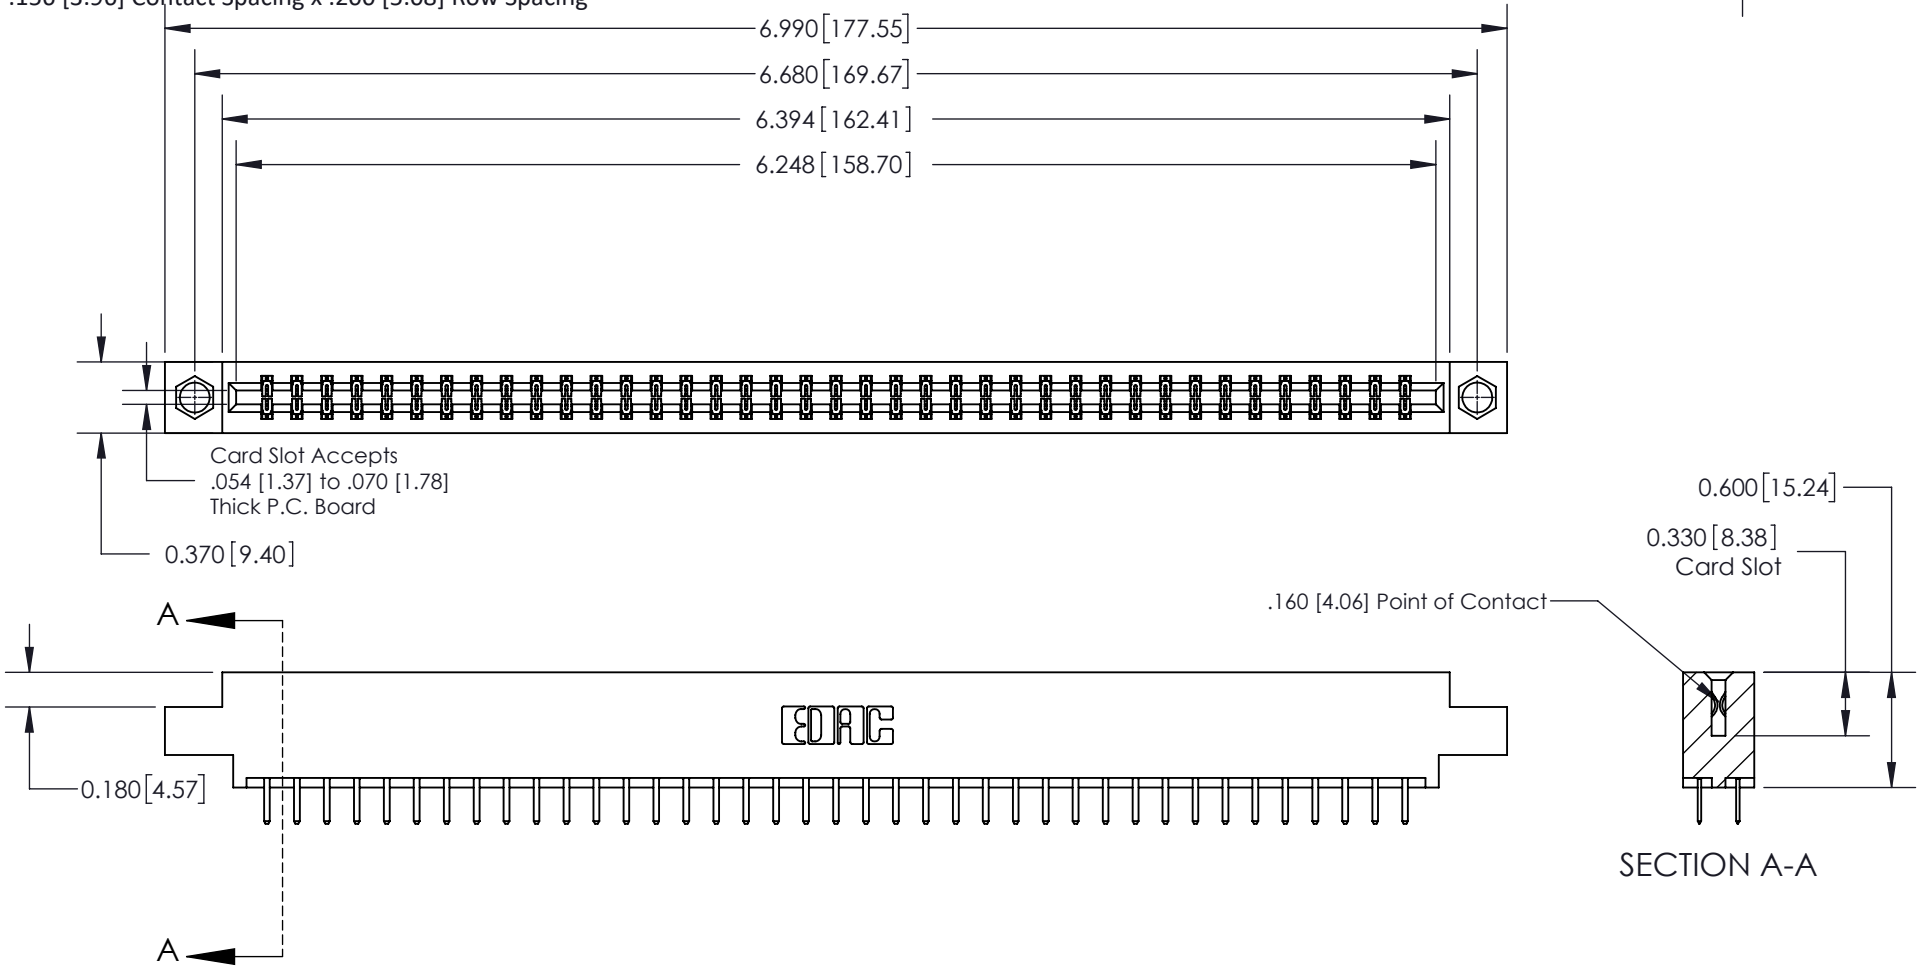 .156 [3.96] Contact Spacing x .200 [5.08] Row Spacing
6.990[177.55]
6.680[169.67]
6.394[162.41]
6.248[158.70]
Card Slot Accepts
.054 [1.37] to .070 [1.78]
Thick P.C. Board
0.370[9.40]
0.600[15.24]
0.330[8.38]
Card Slot
.160 [4.06] Point of Contact
A
EDAC
0.180[4.57]
SECTION A-A
A